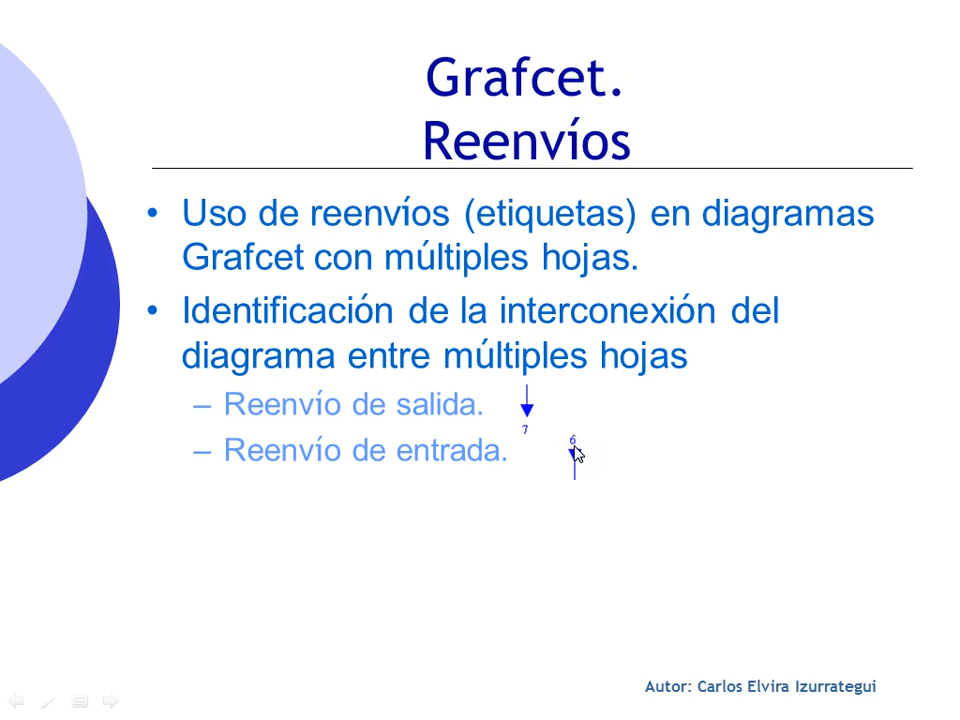 Grafcet.
Reenvíos
• Uso de reenvíos (etiquetas) en diagramas
Grafcet con múltiples hojas.
• Identificación de la interconexión del
diagrama entre múltiples hojas
– Reenvío de salida.
7
– Reenvío de entrada.
6
Autor: Carlos Elvira Izurrategui